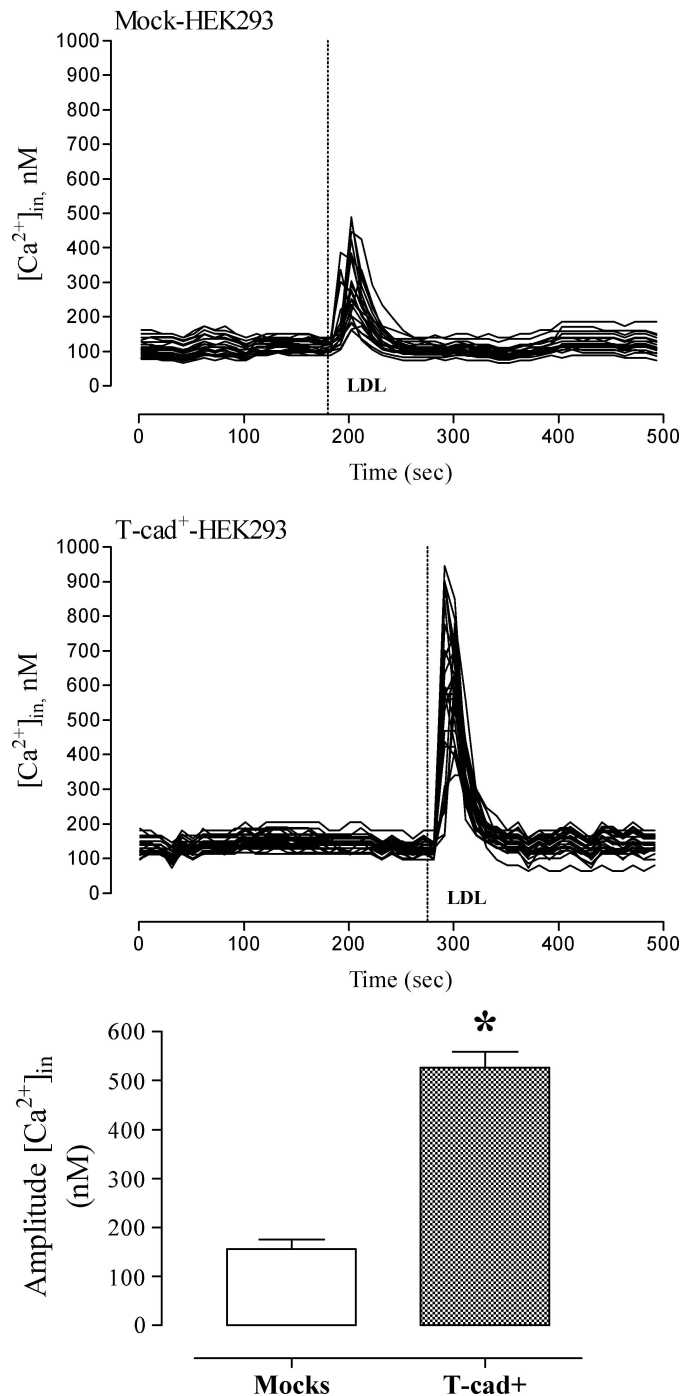 Mock-HEK293
1000
900
800
700
600
500
400
300
200
100
0
[Ca²⁺]in, nM
LDL
0 100 200 300 400 500
Time (sec)
T-cad⁺-HEK293
1000
900
800
700
600
500
400
300
200
100
0
[Ca²⁺]in, nM
LDL
0 100 200 300 400 500
Time (sec)
600
500
400
300
200
100
0
Amplitude [Ca²⁺]in
(nM)
*
Mocks T-cad+